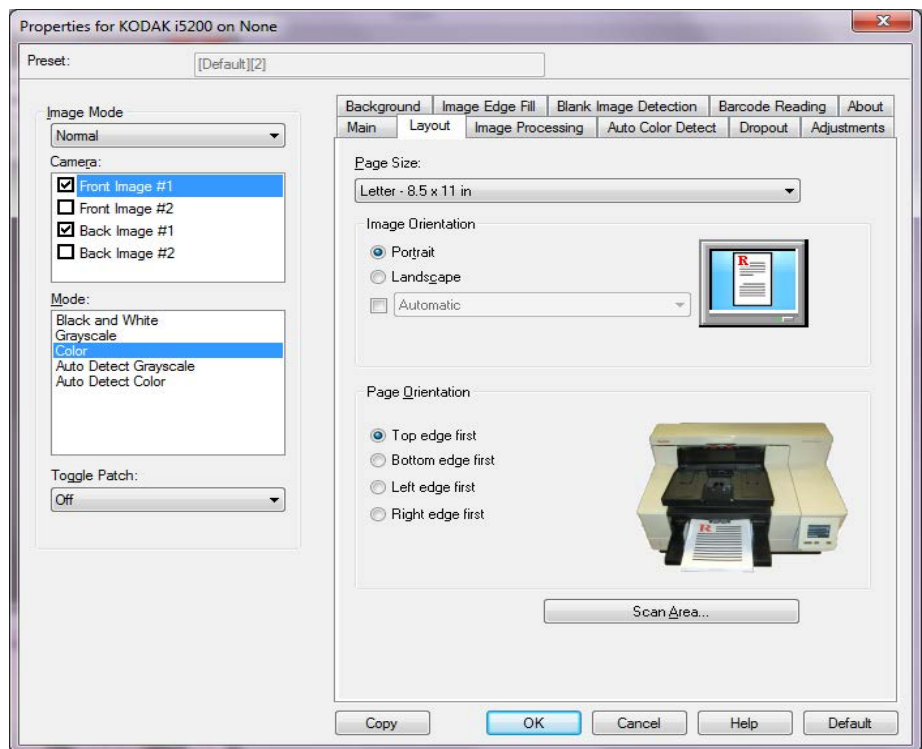 Properties for KODAK i5200 on None
Preset:
[Default][2]
Image Mode
Normal
Camera:
Front Image #1
Front Image #2
Back Image #1
Back Image #2
Mode:
Black and White
Grayscale
Color
Auto Detect Grayscale
Auto Detect Color
Toggle Patch:
Off
Background Image Edge Fill Blank Image Detection Barcode Reading About
Main Layout Image Processing Auto Color Detect Dropout Adjustments
Page Size:
Letter - 8.5 x 11 in
Image Orientation
Portrait
Landscape
Automatic
R
Page Orientation
Top edge first
Bottom edge first
Left edge first
Right edge first
R
Scan Area...
Copy OK Cancel Help Default